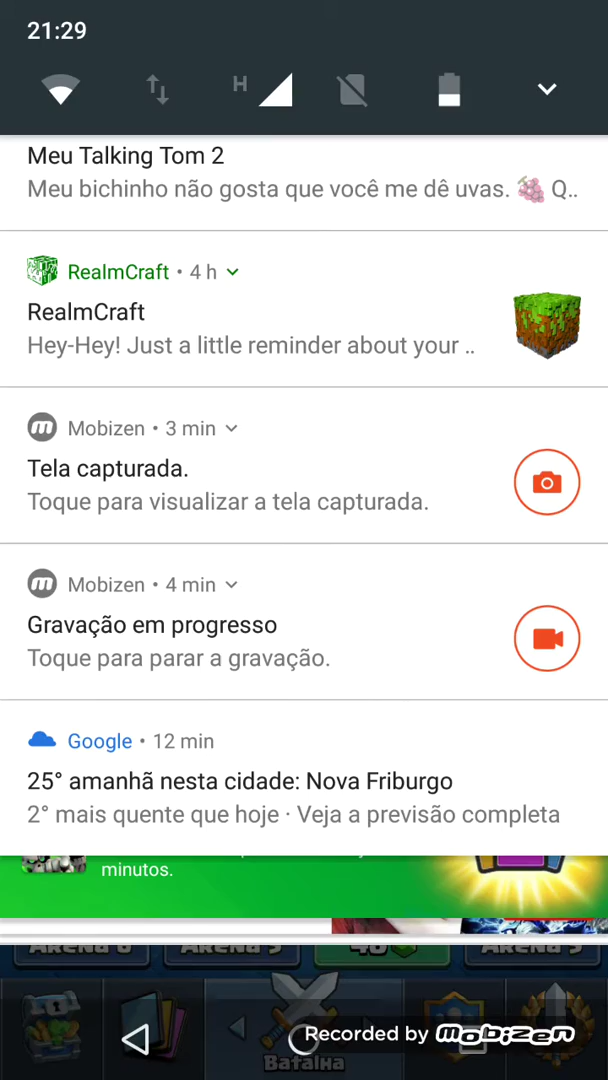 21:29
H
Meu Talking Tom 2
Meu bichinho não gosta que você me dê uvas. 🍇 Q..
RealmCraft • 4 h
RealmCraft
Hey-Hey! Just a little reminder about your ..
Mobizen • 3 min
Tela capturada.
Toque para visualizar a tela capturada.
Mobizen • 4 min
Gravação em progresso
Toque para parar a gravação.
Google • 12 min
25° amanhã nesta cidade: Nova Friburgo
2° mais quente que hoje · Veja a previsão completa
minutos.
Recorded by mobizen
Batalha